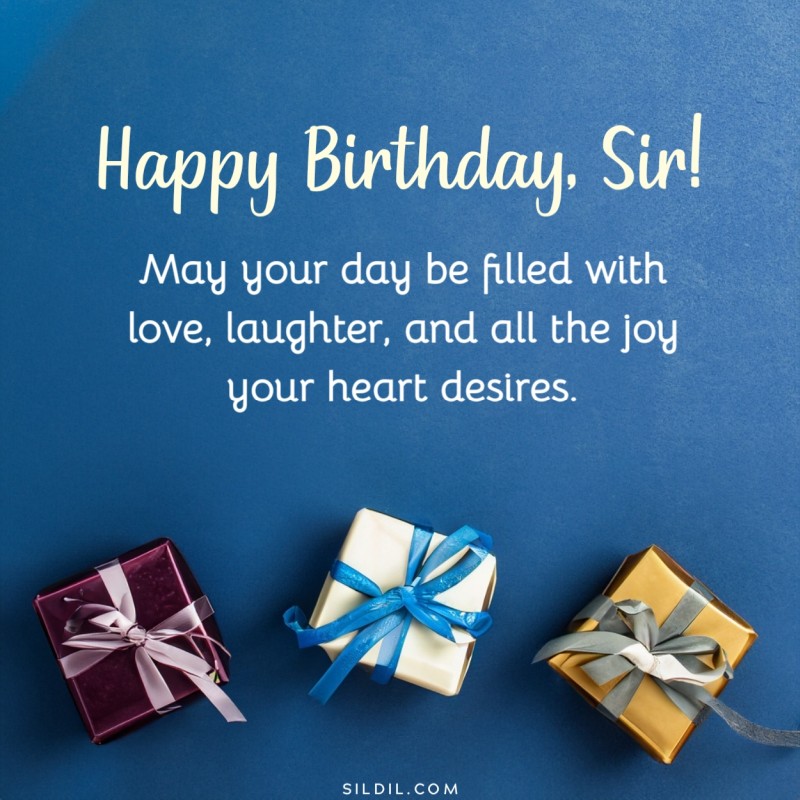 Happy Birthday, Sir!
May your day be filled with
love, laughter, and all the joy
your heart desires.
SILDIL.COM